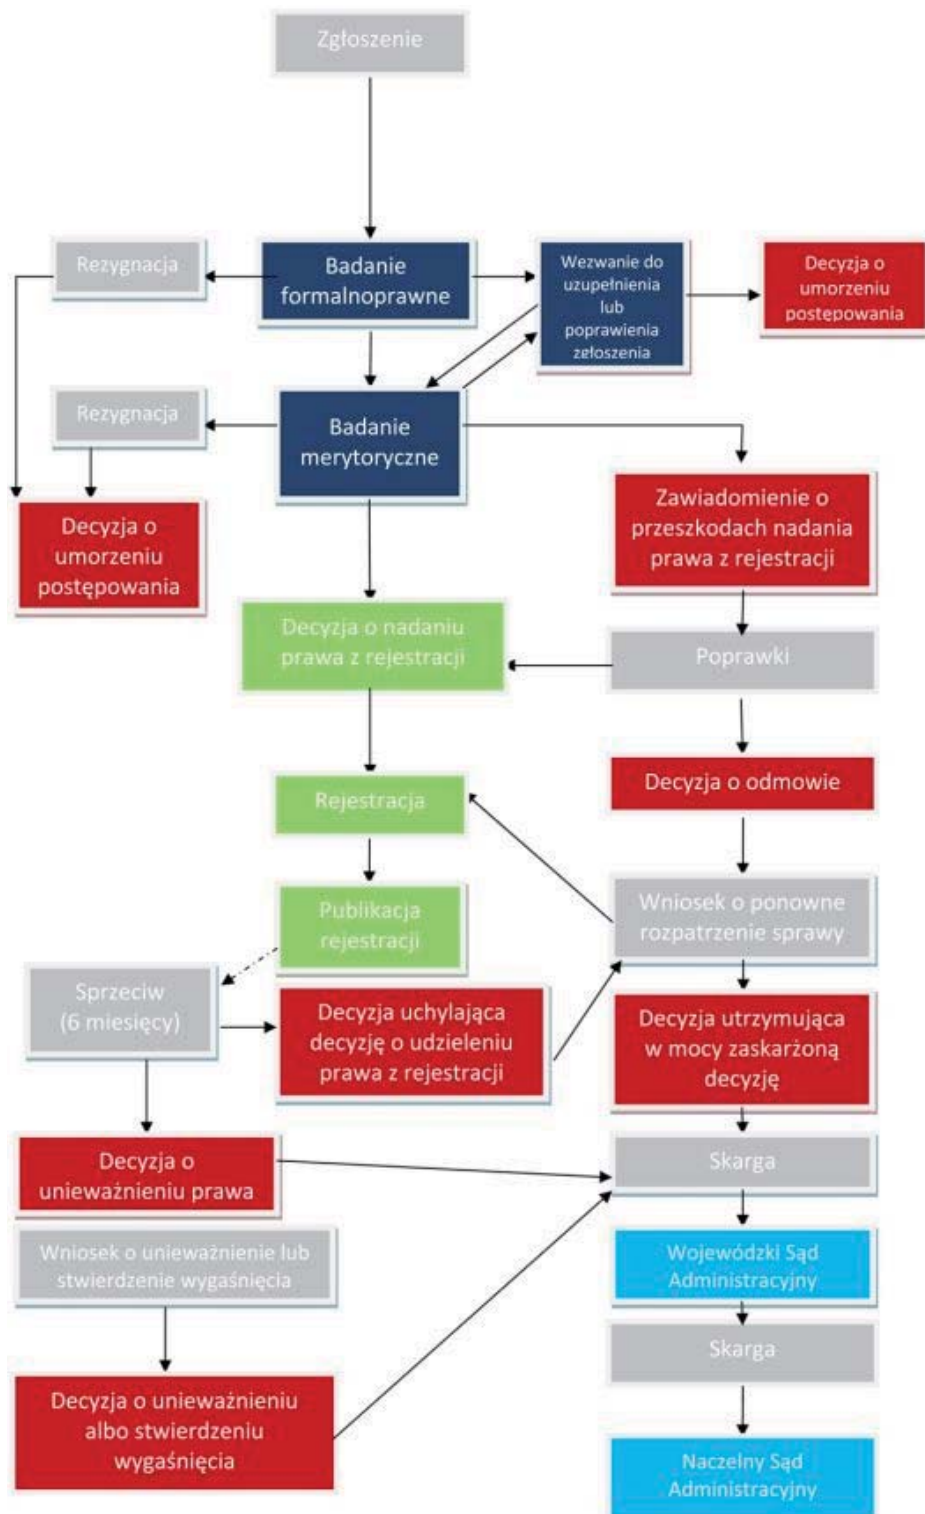 Zgłoszenie
Rezygnacja
Badanie
formalnoprawne
Wezwanie do
uzupełnienia
lub
poprawienia
zgłoszenia
Decyzja o
umorzeniu
postępowania
Rezygnacja
Badanie
merytoryczne
Decyzja o
umorzeniu
postępowania
Zawiadomienie o
przeszkodach nadania
prawa z rejestracji
Decyzja o nadaniu
prawa z rejestracji
Poprawki
Decyzja o odmowie
Rejestracja
Publikacja
rejestracji
Wniosek o ponowne
rozpatrzenie sprawy
Sprzeciw
(6 miesięcy)
Decyzja uchylająca
decyzję o udzieleniu
prawa z rejestracji
Decyzja utrzymująca
w mocy zaskarżoną
decyzję
Decyzja o
unieważnieniu prawa
Skarga
Wniosek o unieważnienie lub
stwierdzenie wygaśnięcia
Wojewódzki Sąd
Administracyjny
Skarga
Decyzja o unieważnieniu
albo stwierdzeniu
wygaśnięcia
Naczelny Sąd
Administracyjny